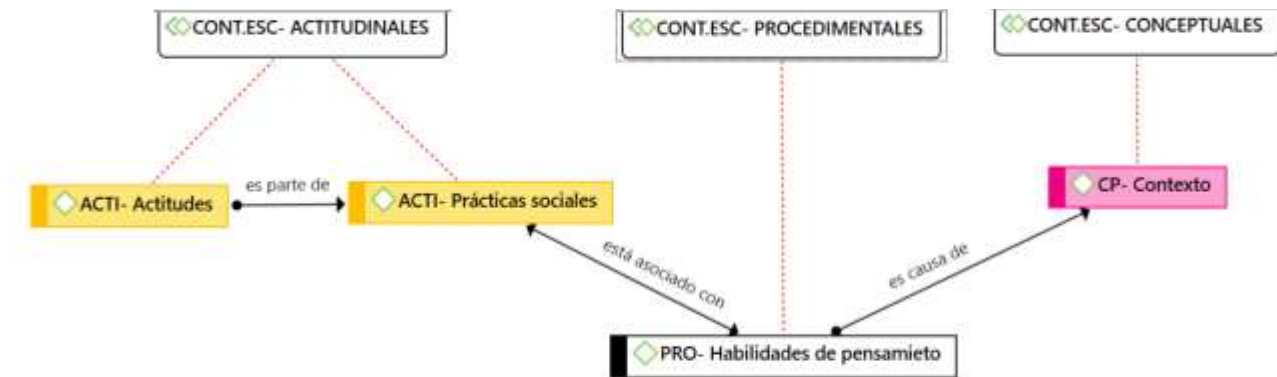 CONT.ESC- ACTITUDINALES
CONT.ESC- PROCEDIMENTALES
CONT.ESC- CONCEPTUALES
ACTI- Actitudes
es parte de
ACTI- Prácticas sociales
CP- Contexto
está asociado con
es causa de
PRO- Habilidades de pensamieto